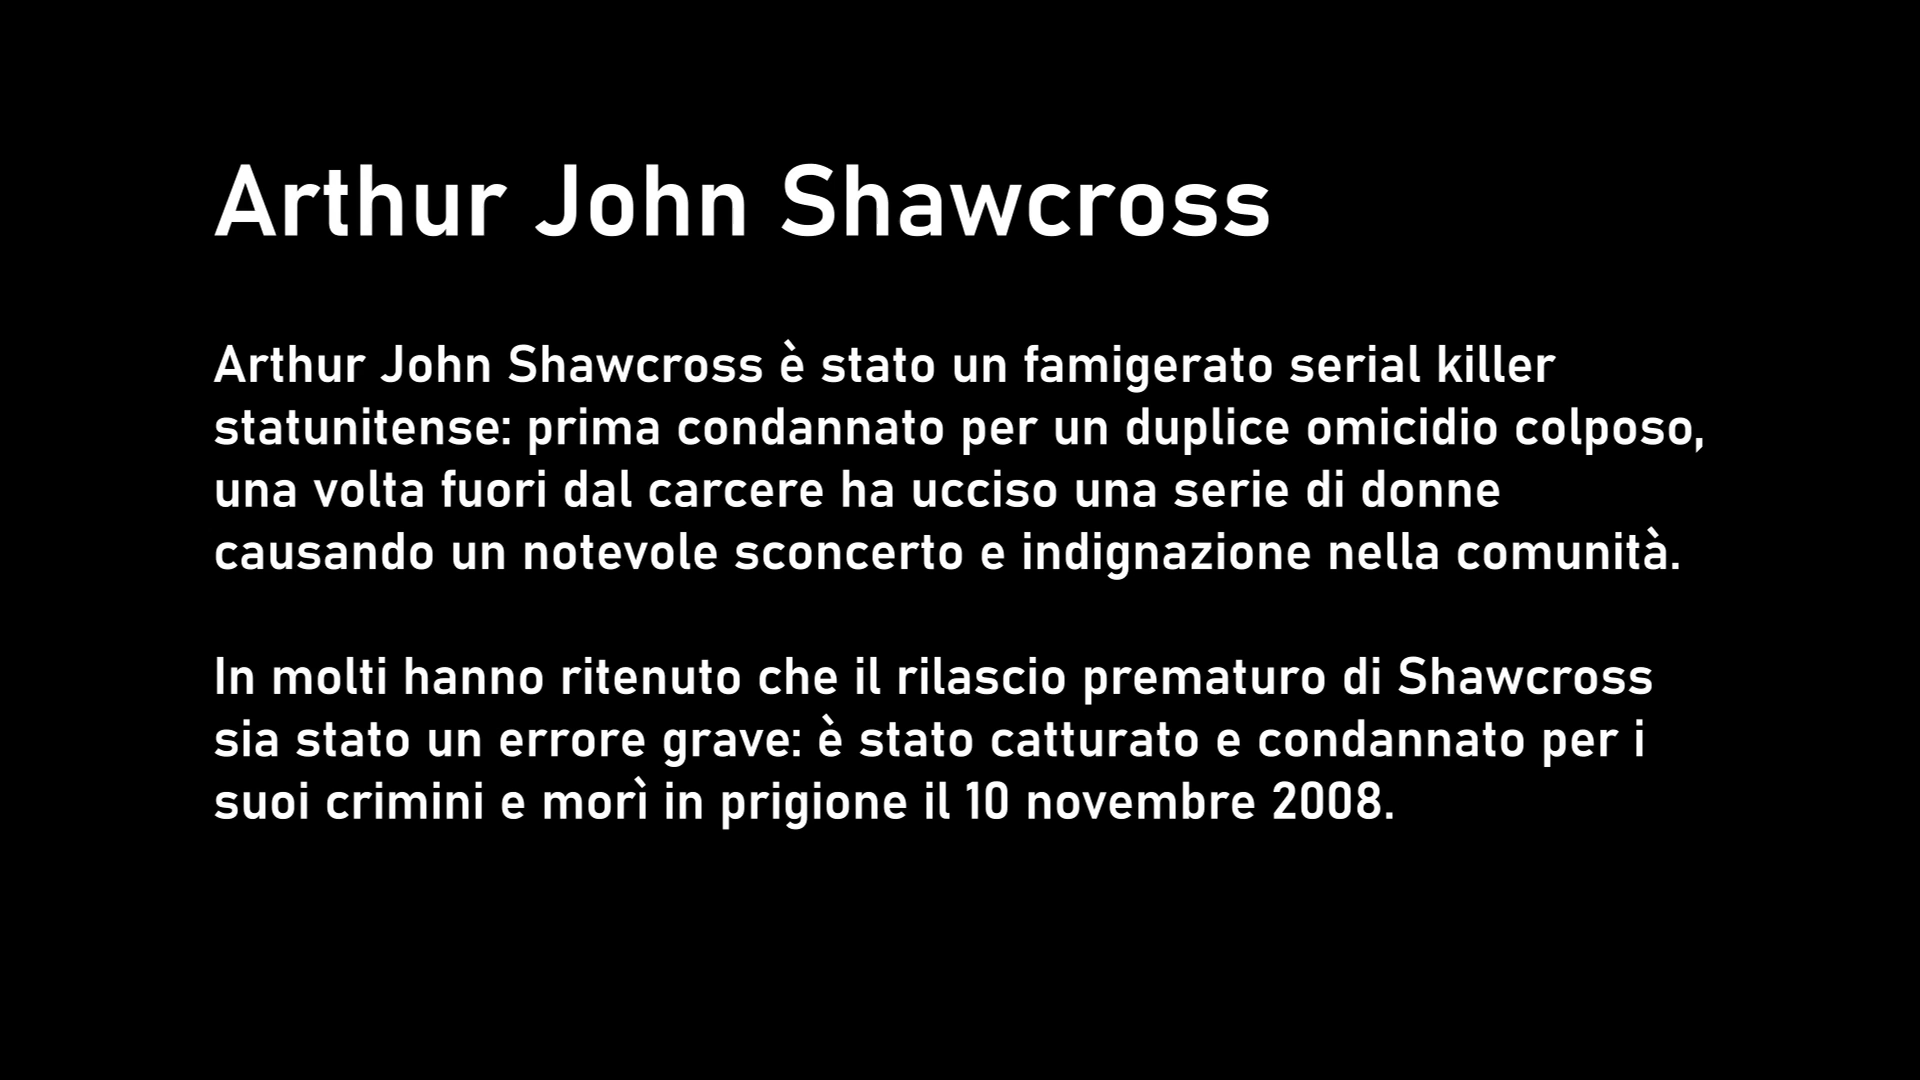 Arthur John Shawcross
Arthur John Shawcross è stato un famigerato serial killer
statunitense: prima condannato per un duplice omicidio colposo,
una volta fuori dal carcere ha ucciso una serie di donne
causando un notevole sconcerto e indignazione nella comunità.
In molti hanno ritenuto che il rilascio prematuro di Shawcross
sia stato un errore grave: è stato catturato e condannato per i
suoi crimini e morì in prigione il 10 novembre 2008.